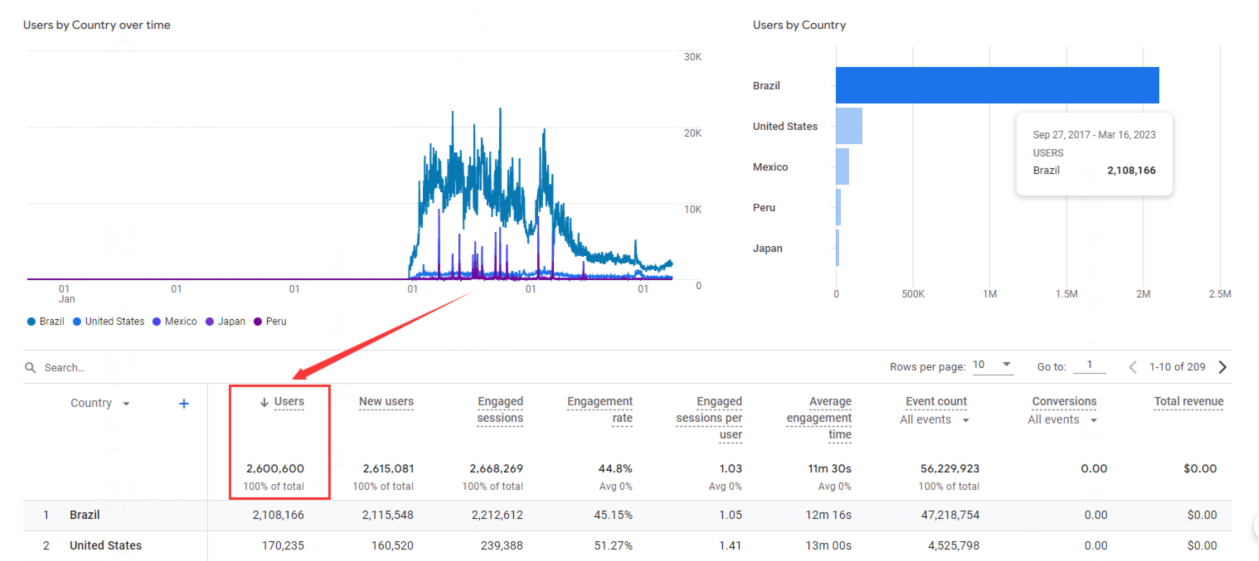 Users by Country over time
30K
20K
10K
0
01
Jan
01
01
01
01
01
Brazil United States Mexico Japan Peru
Users by Country
Brazil
United States
Mexico
Peru
Japan
Sep 27, 2017 - Mar 16, 2023
USERS
Brazil 2,108,166
0 500K 1M 1.5M 2M 2.5M
Search...
Rows per page: 10 Go to: 1 1-10 of 209
Country + ↓ Users New users Engaged sessions Engagement rate Engaged sessions per user Average engagement time Event count All events Conversions All events Total revenue
2,600,600 2,615,081 2,668,269 44.8% 1.03 11m 30s 56,229,923 0.00 $0.00
100% of total 100% of total 100% of total Avg 0% Avg 0% Avg 0% 100% of total
1 Brazil 2,108,166 2,115,548 2,212,612 45.15% 1.05 12m 16s 47,218,754 0.00 $0.00
2 United States 170,235 160,520 239,388 51.27% 1.41 13m 00s 4,525,798 0.00 $0.00